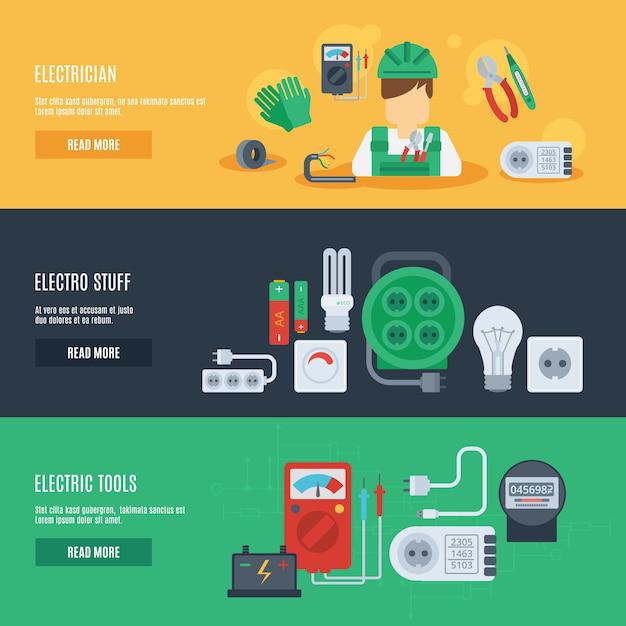 ELECTRICIAN
Stet clita kasd gubergren, no sea takimata sanctus est
Lorem ipsum dolor sit amet.
READ MORE
2305
1463
5103
ELECTRO STUFF
At vero eos et accusam et justo
duo dolores et ea rebum.
READ MORE
+
-
AA
AA
+
ECO
ELECTRIC TOOLS
Stet clita kasd gubergren, takimata sanctus est
Lorem ipsum dolor sit amet.
READ MORE
- +
045698?
2305
1463
5103